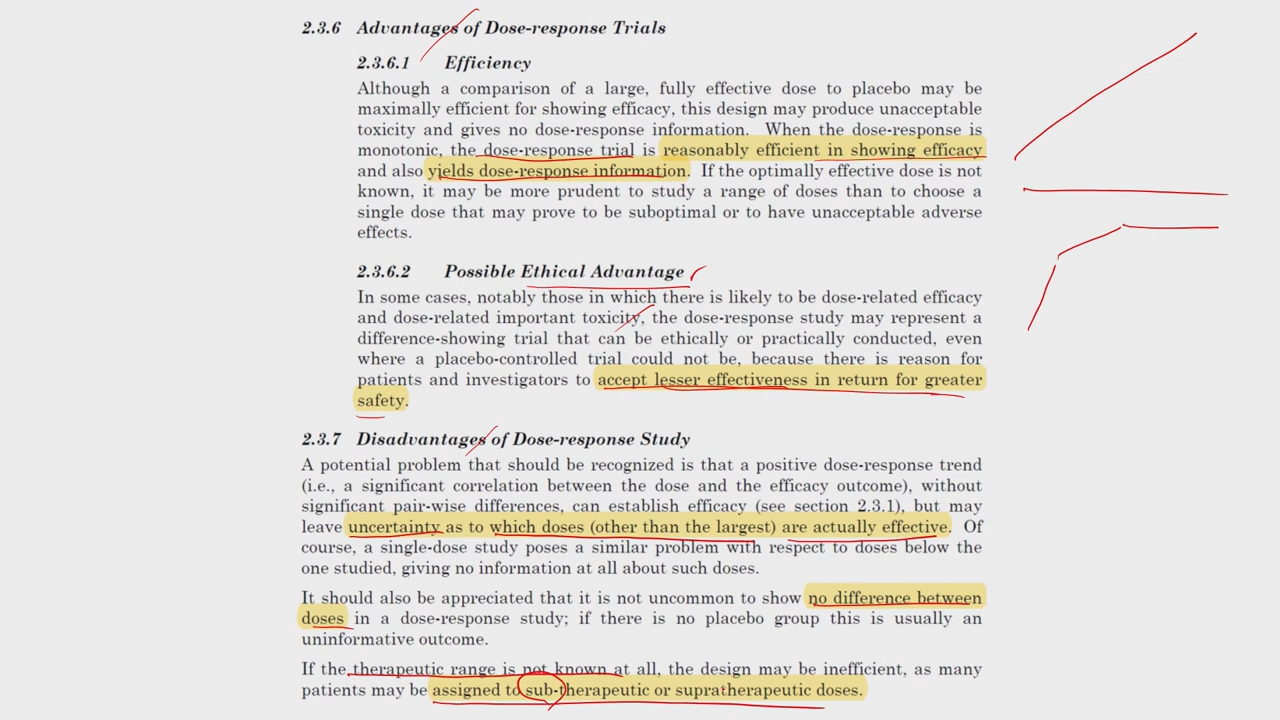 2.3.6 Advantages of Dose-response Trials
2.3.6.1 Efficiency
Although a comparison of a large, fully effective dose to placebo may be
maximally efficient for showing efficacy, this design may produce unacceptable
toxicity and gives no dose-response information. When the dose-response is
monotonic, the dose-response trial is reasonably efficient in showing efficacy
and also yields dose-response information. If the optimally effective dose is not
known, it may be more prudent to study a range of doses than to choose a
single dose that may prove to be suboptimal or to have unacceptable adverse
effects.
2.3.6.2 Possible Ethical Advantage
In some cases, notably those in which there is likely to be dose-related efficacy
and dose-related important toxicity, the dose-response study may represent a
difference-showing trial that can be ethically or practically conducted, even
where a placebo-controlled trial could not be, because there is reason for
patients and investigators to accept lesser effectiveness in return for greater
safety.
2.3.7 Disadvantages of Dose-response Study
A potential problem that should be recognized is that a positive dose-response trend
(i.e., a significant correlation between the dose and the efficacy outcome), without
significant pair-wise differences, can establish efficacy (see section 2.3.1), but may
leave uncertainty as to which doses (other than the largest) are actually effective. Of
course, a single-dose study poses a similar problem with respect to doses below the
one studied, giving no information at all about such doses.
It should also be appreciated that it is not uncommon to show no difference between
doses in a dose-response study; if there is no placebo group this is usually an
uninformative outcome.
If the therapeutic range is not known at all, the design may be inefficient, as many
patients may be assigned to sub-therapeutic or supratherapeutic doses.